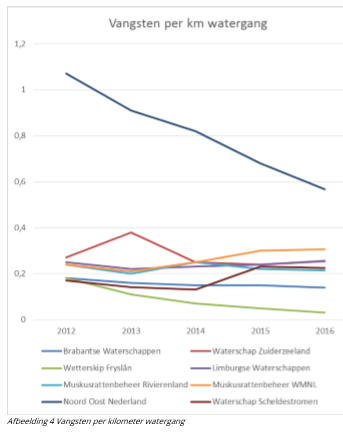 Vangsten per km watergang
1,2
1
0,8
0,6
0,4
0,2
0
2012 2013 2014 2015 2016
Brabantse Waterschappen Waterschap Zuiderzeeland
Wetterskip Fryslân Limburgse Waterschappen
Muskusrattenbeheer Rivierenland Muskusrattenbeheer WMNL
Noord Oost Nederland Waterschap Scheldestromen
Afbeelding 4 Vangsten per kilometer watergang